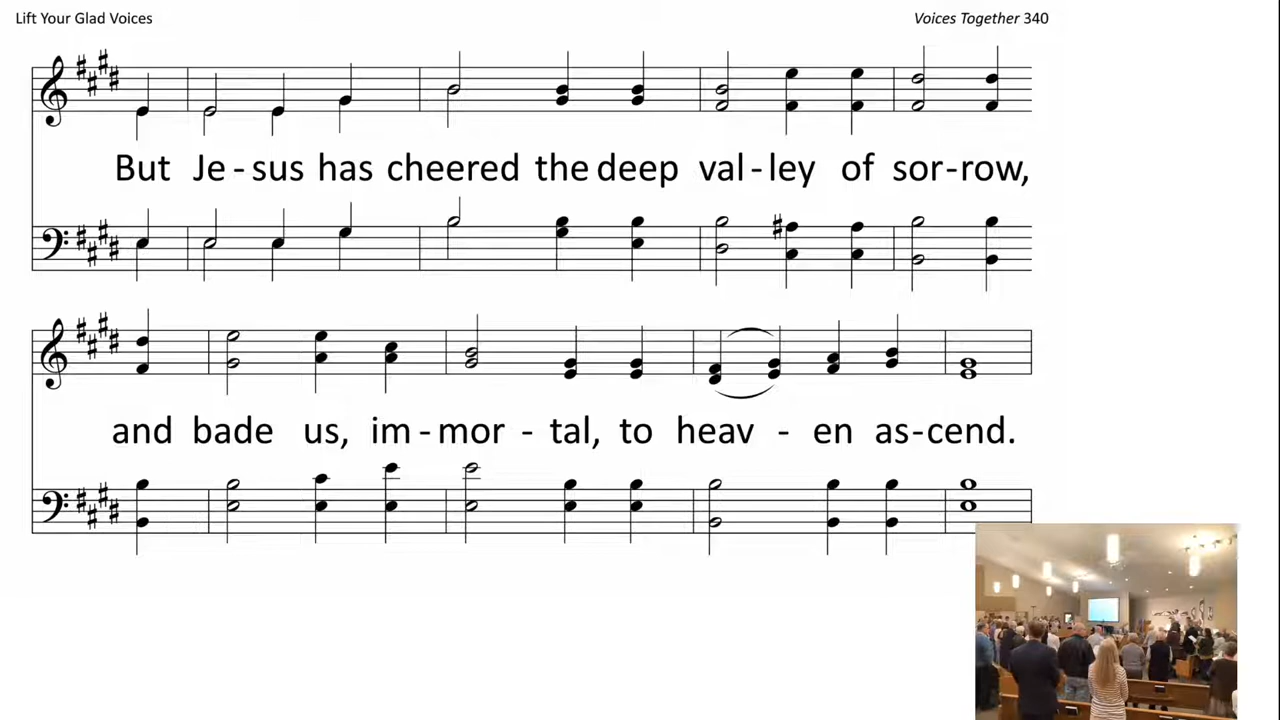 Lift Your Glad Voices
Voices Together 340
But Je - sus has cheered the deep val - ley of sor - row,
and bade us, im - mor - tal, to heav - en as - cend.